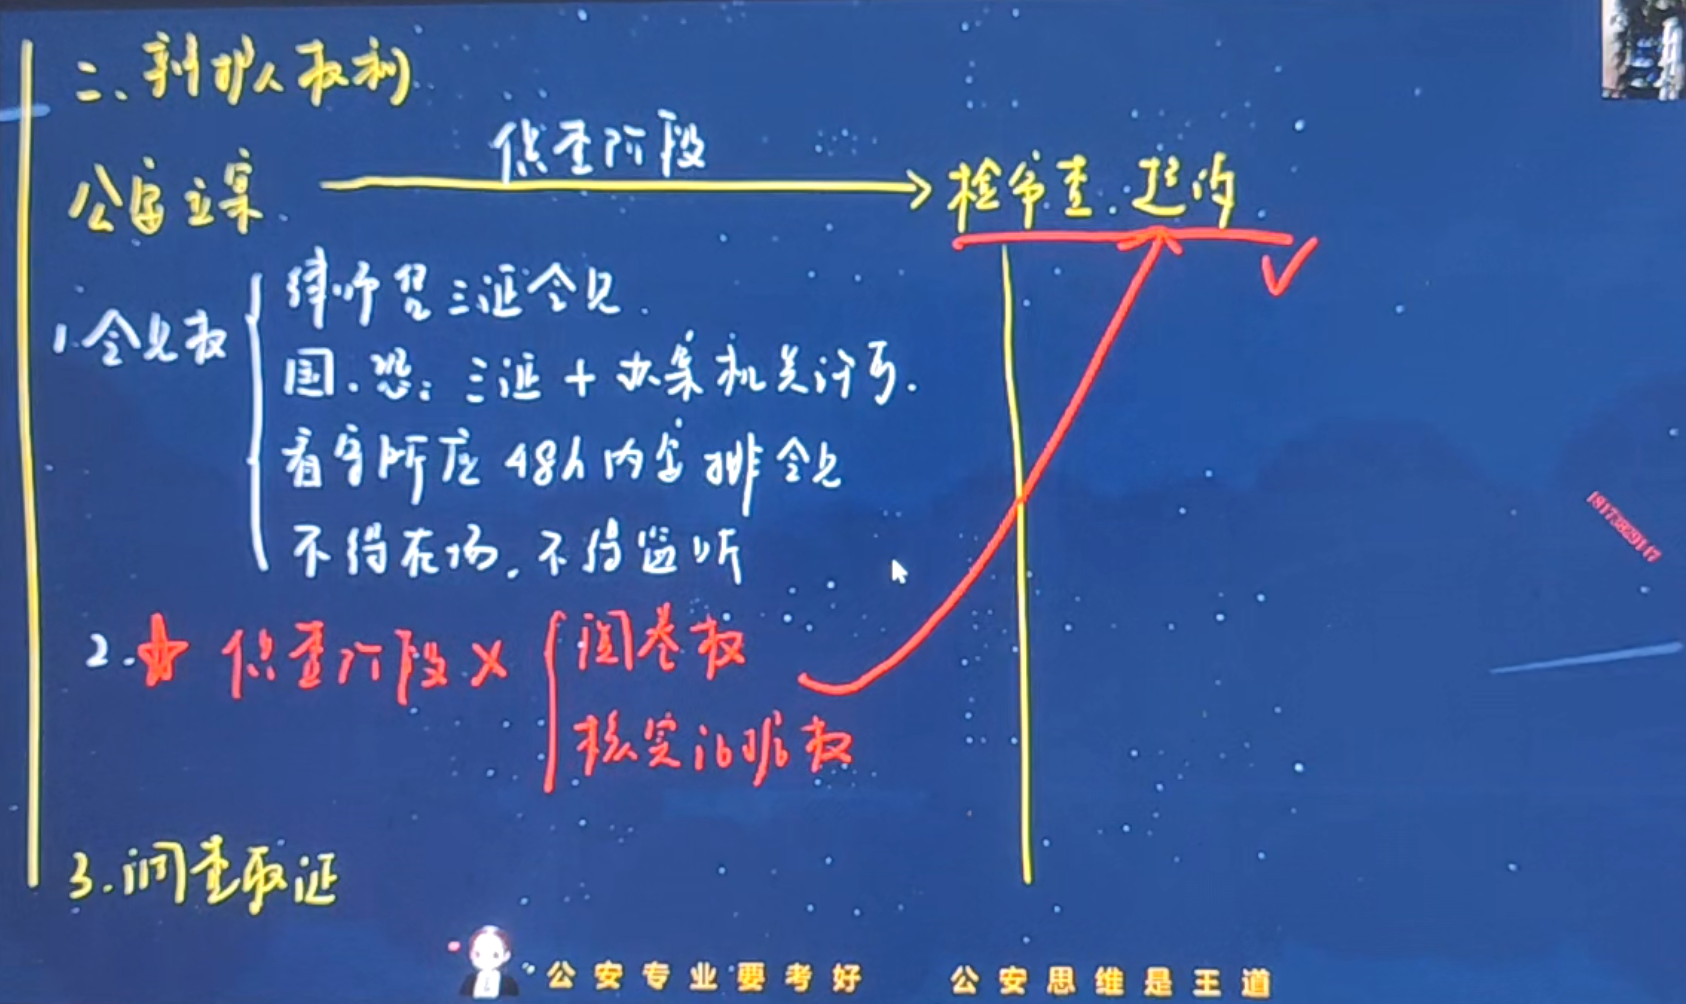 二、辩护人权利
侦查阶段
公安立案 → 检审查.起诉
律师凭三证会见.
1.会见权
国、恐:三证+办案机关许可.
看守所应48h内安排会见
不得在场,不得监听
2.★侦查阶段×
阅卷权
核实证据权
3.调查取证
18173829147
公安专业要考好 公安思维是王道